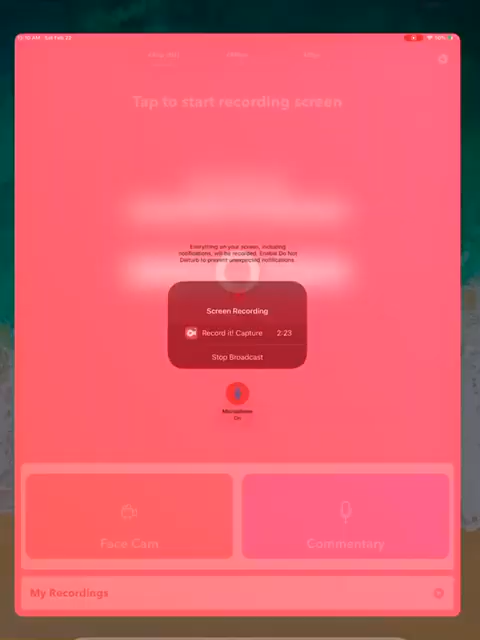 Tap to start recording screen
Everything on your screen, including
notifications, will be recorded. Enable Do Not
Disturb to prevent unexpected notifications.
Screen Recording
Record it! Capture 2:23
Stop Broadcast
Microphone
On
Face Cam
Commentary
My Recordings